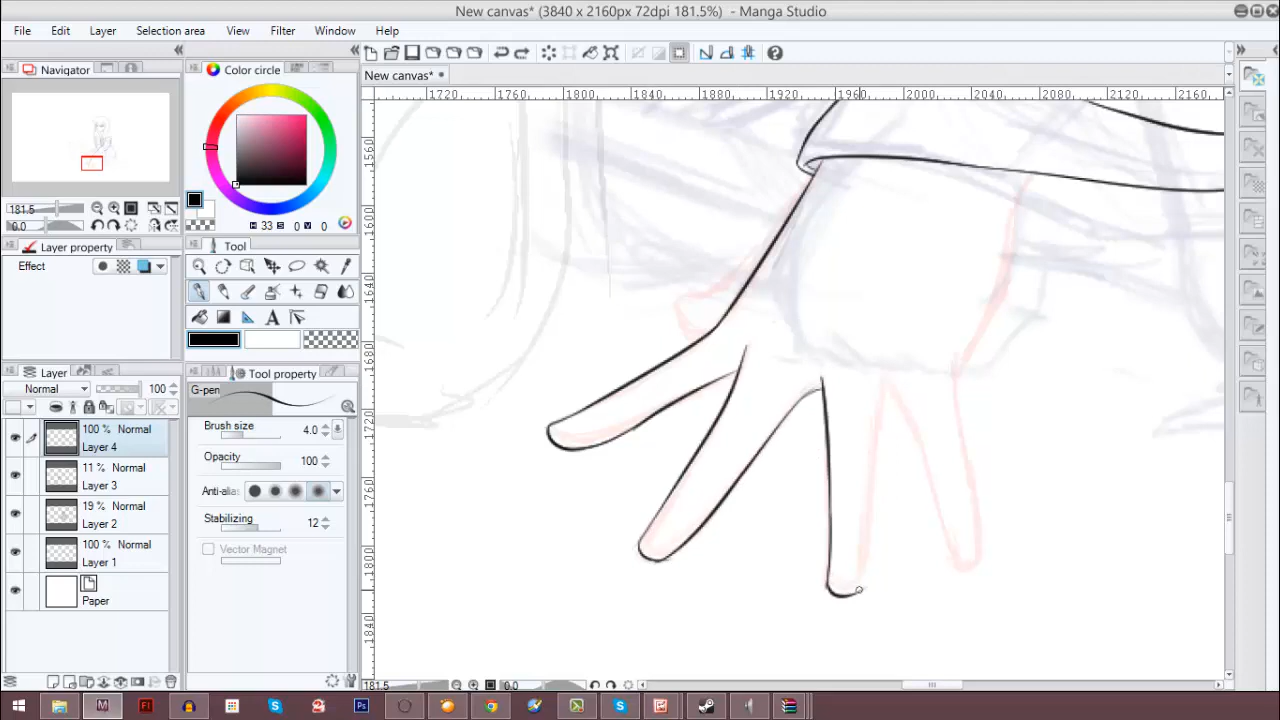 New canvas* (3840 x 2160px 72dpi 181.5%) - Manga Studio
File Edit Layer Selection area View Filter Window Help
Navigator
Color circle
New canvas*
1720 1760 1800 1840 1880 1920 1960 2000 2040 2080 2120 2160
1560
1600
1640
1680
1720
1760
1800
1840
181.5
0.0
H 33 S 0 V 0
Layer property
Tool
Effect
Layer
Tool property
Normal 100
G-pen
100 % Normal
Layer 4
11 % Normal
Layer 3
19 % Normal
Layer 2
100 % Normal
Layer 1
Paper
Brush size 4.0
Opacity 100
Anti-alias
Stabilizing 12
Vector Magnet
181.5 0.0